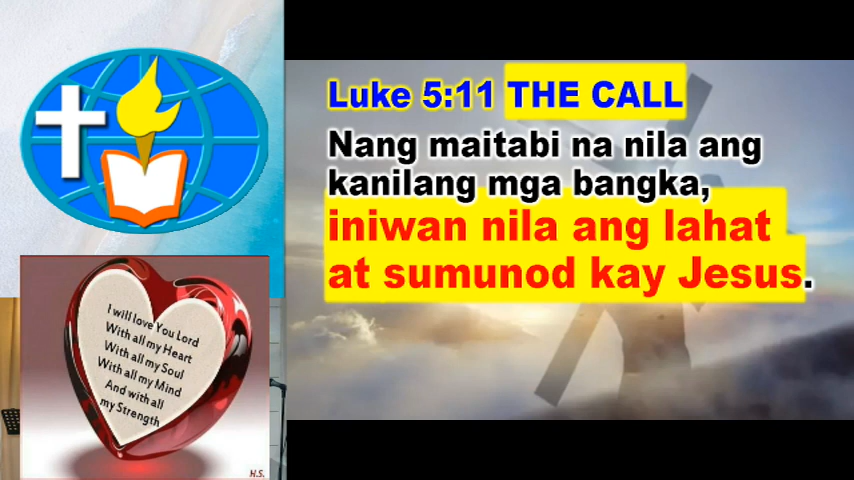 Luke 5:11 THE CALL
Nang maitabi na nila ang
kanilang mga bangka,
iniwan nila ang lahat
at sumunod kay Jesus.
I will love You Lord
With all my Heart
With all my Soul
With all my Mind
And with all
my Strength
H.S.